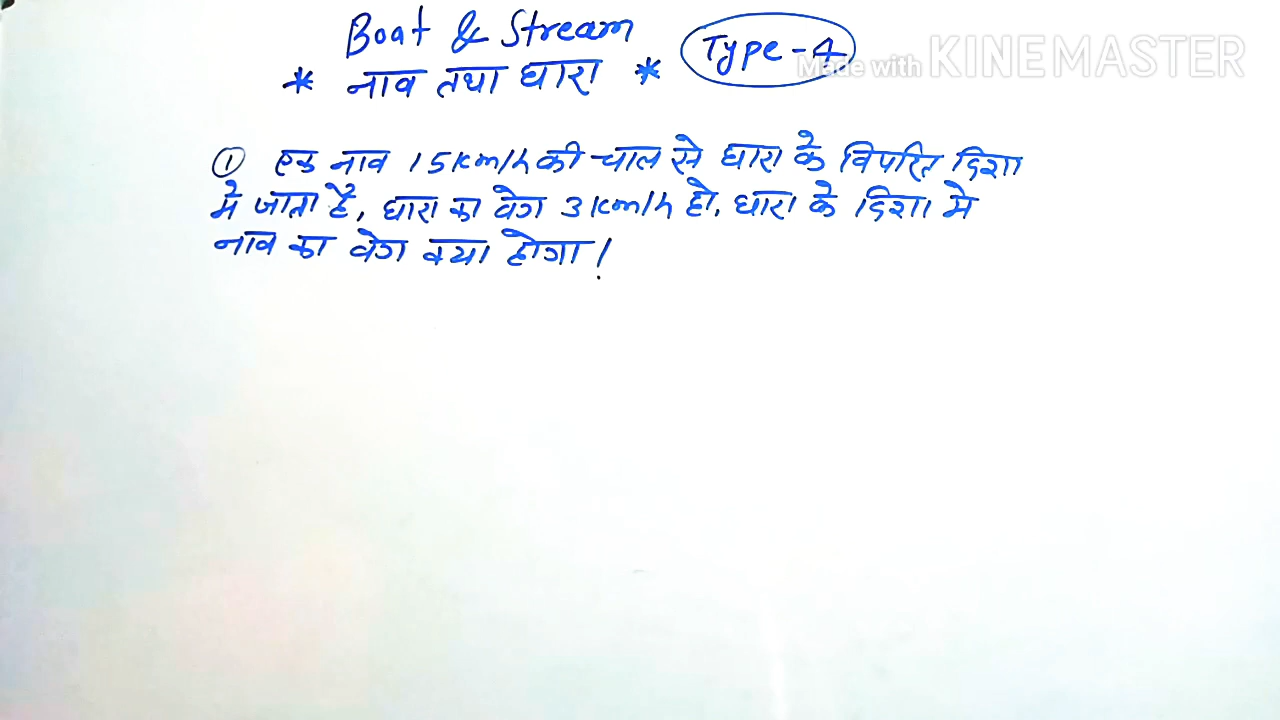 Boat & Stream Type-4
Made with KINEMASTER
* नाव तथा धारा *
① एक नाव 15km/h की चाल से धारा के विपरित दिशा
मे जाता है, धारा का वेग 3km/h हो, धारा के दिशा मे
नाव का वेग क्या होगा!